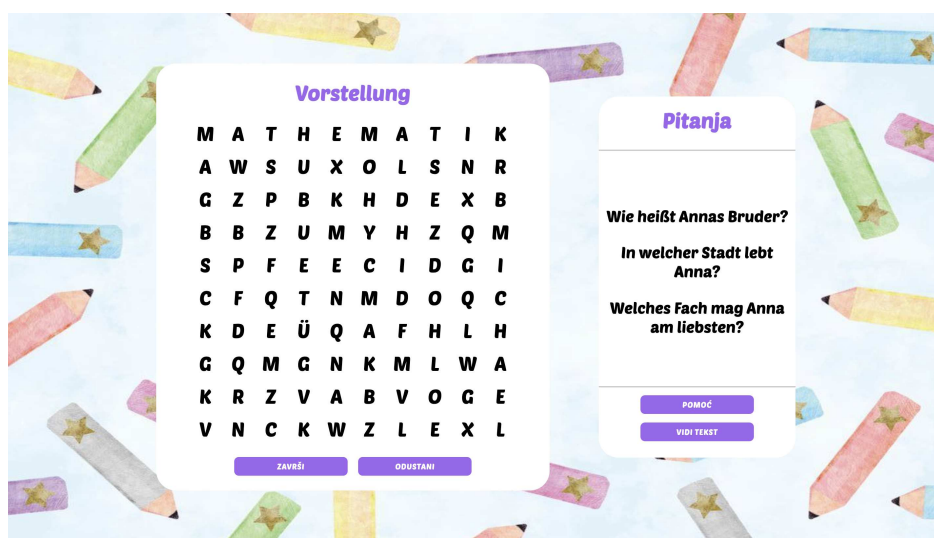 Vorstellung
M A T H E M A T I K
A W S U X O L S N R
G Z P B K H D E X B
B B Z U M Y H Z Q M
S P F E E C I D G I
C F Q T N M D O Q C
K D E Ü Q A F H L H
G Q M G N K M L W A
K R Z V A B V O G E
V N C K W Z L E X L
ZAVRŠI
ODUSTANI
Pitanja
Wie heißt Annas Bruder?
In welcher Stadt lebt
Anna?
Welches Fach mag Anna
am liebsten?
POMOĆ
VIDI TEKST